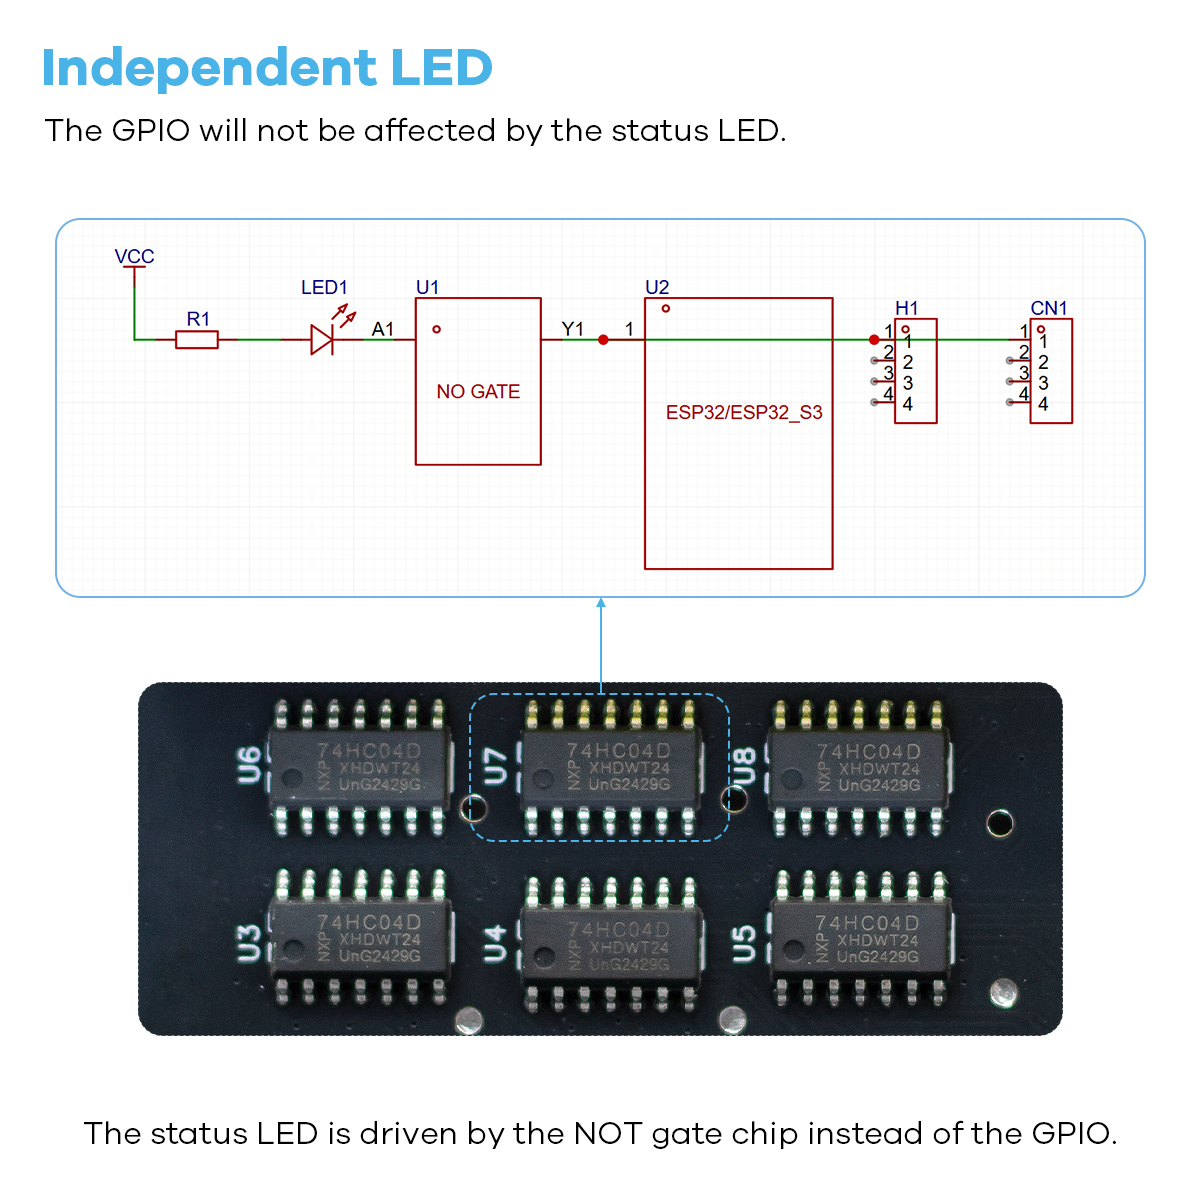 Independent LED
The GPIO will not be affected by the status LED.
VCC
R1
LED1
A1
U1
NO GATE
Y1
1
U2
ESP32/ESP32_S3
H1
1 1
2 2
3 3
4 4
CN1
1 1
2 2
3 3
4 4
U6
74HC04D
XHDWT24
UnG2429G
NXP
U7
74HC04D
XHDWT24
UnG2429G
NXP
U8
74HC04D
XHDWT24
UnG2429G
NXP
U3
74HC04D
XHDWT24
UnG2429G
NXP
U4
74HC04D
XHDWT24
UnG2429G
NXP
U5
74HC04D
XHDWT24
UnG2429G
NXP
The status LED is driven by the NOT gate chip instead of the GPIO.